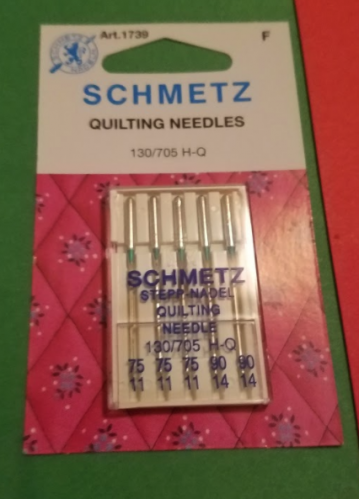 Art.1739 F
SCHMETZ
QUILTING NEEDLES
130/705 H-Q
SCHMETZ
STEPP-NADEL
QUILTING
NEEDLE
130/705 H-Q
75 75 75 90 90
11 11 11 14 14